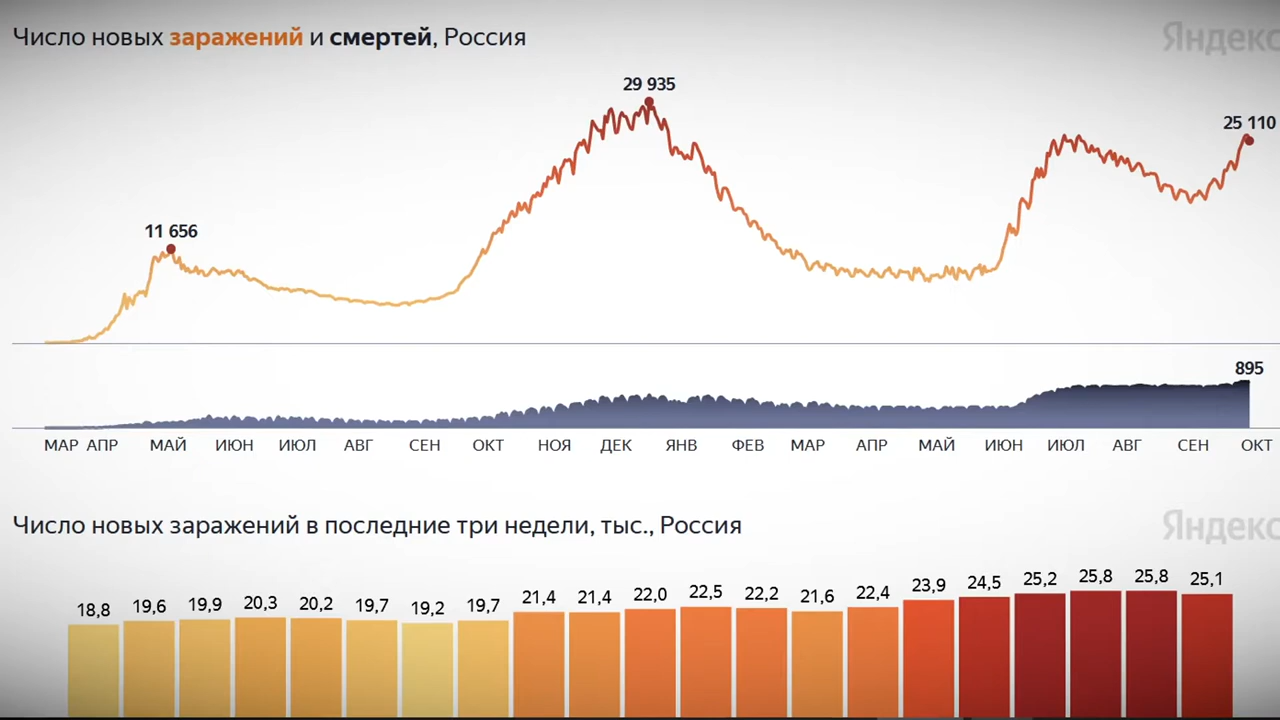 Число новых заражений и смертей, Россия
Яндекс
29 935
25 110
11 656
895
МАР АПР МАЙ ИЮН ИЮЛ АВГ СЕН ОКТ НОЯ ДЕК ЯНВ ФЕВ МАР АПР МАЙ ИЮН ИЮЛ АВГ СЕН ОКТ
Число новых заражений в последние три недели, тыс., Россия
Яндекс
18,8 19,6 19,9 20,3 20,2 19,7 19,2 19,7 21,4 21,4 22,0 22,5 22,2 21,6 22,4 23,9 24,5 25,2 25,8 25,8 25,1